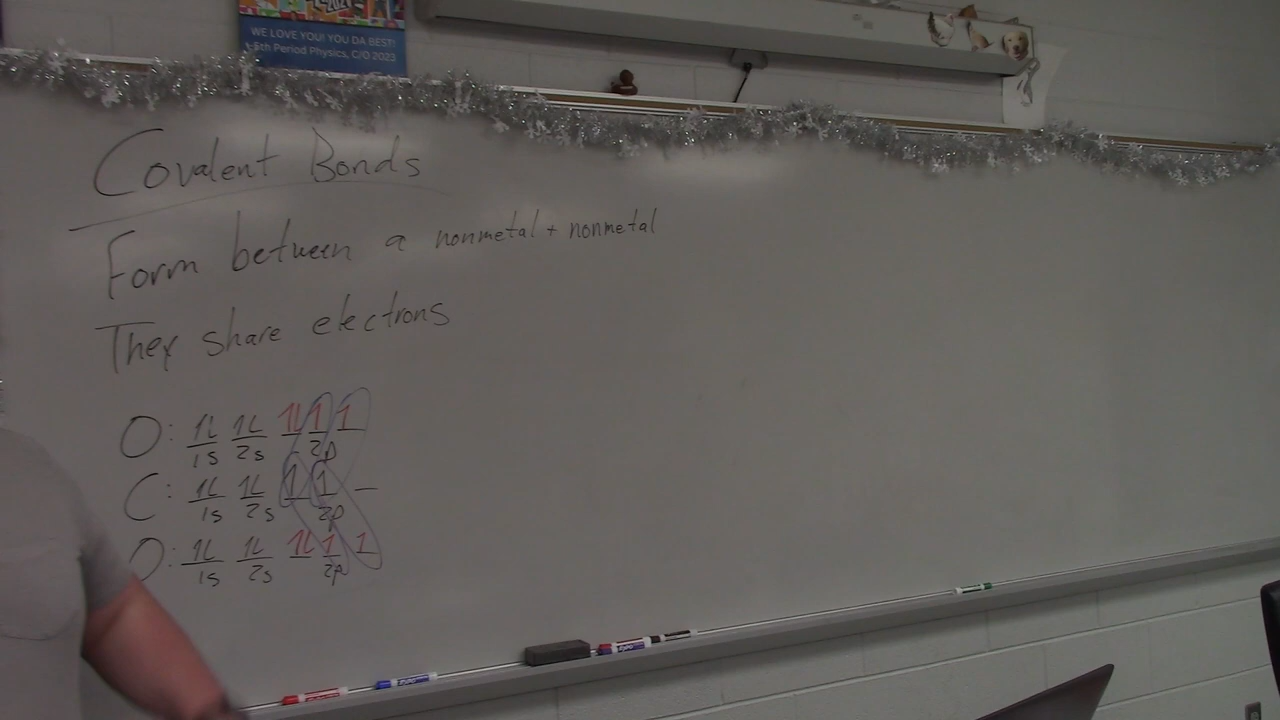 WE LOVE YOU! YOU DA BEST!
5th Period Physics, C/O 2023
Covalent Bonds
Form between a nonmetal + nonmetal
They share electrons
O: 1L 1L 1L 1 1
1s 2s 2p
C: 1L 1L 1 1
1s 2s 2p
O: 1L 1L 1L 1 1
1s 2s 2p